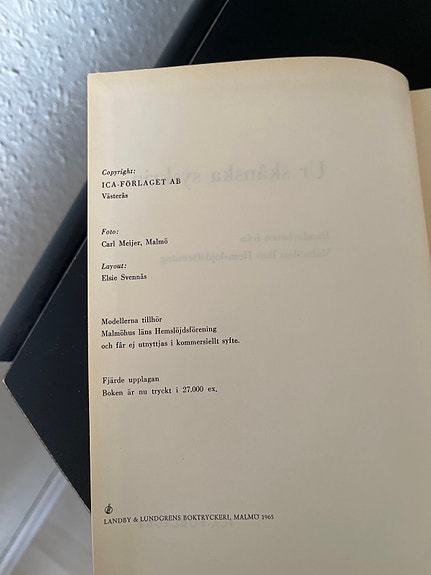 Copyright:
ICA-FÖRLAGET AB
Västerås
Foto:
Carl Meijer, Malmö
Layout:
Elsie Svennås
Modellerna tillhör
Malmöhus läns Hemslöjdsförening
och får ej utnyttjas i kommersiellt syfte.
Fjärde upplagan
Boken är nu tryckt i 27.000 ex.
LANDBY & LUNDGRENS BOKTRYCKERI, MALMÖ 1965